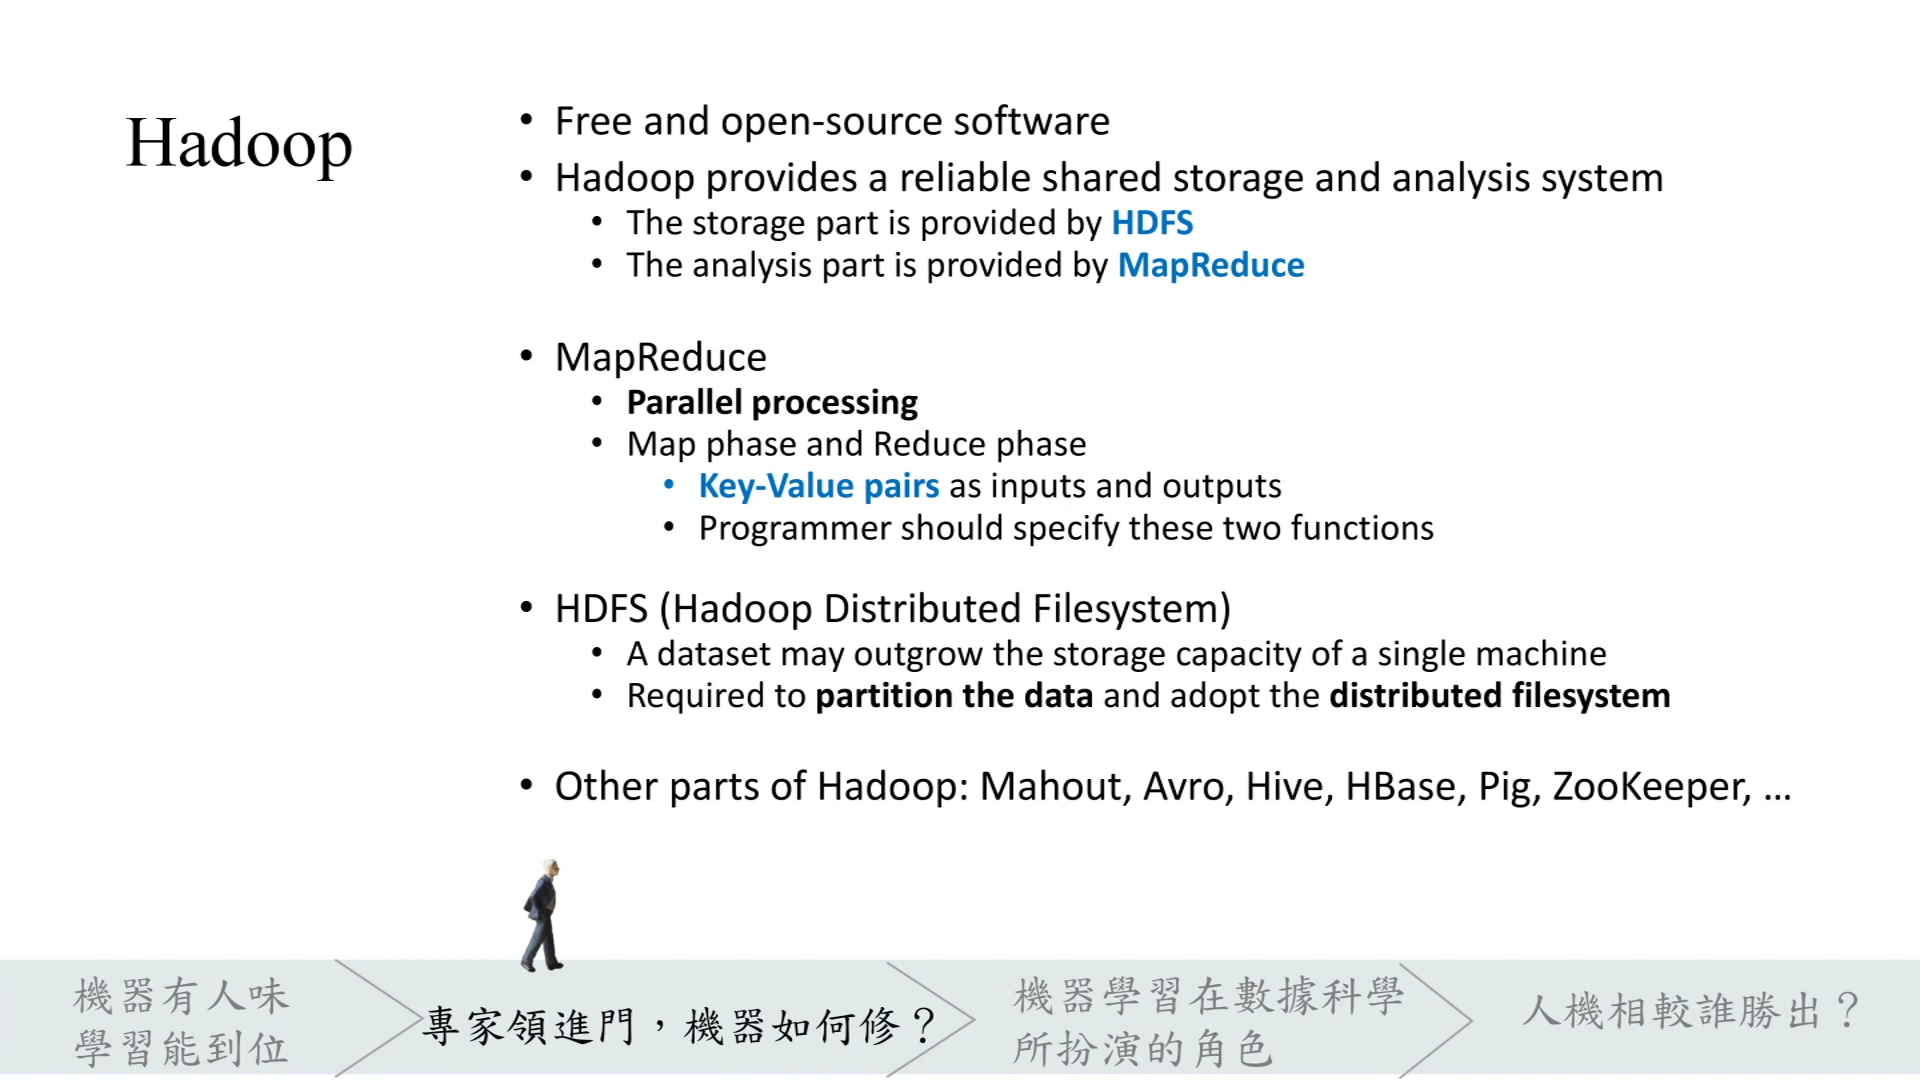 Hadoop
• Free and open-source software
• Hadoop provides a reliable shared storage and analysis system
• The storage part is provided by HDFS
• The analysis part is provided by MapReduce
• MapReduce
• Parallel processing
• Map phase and Reduce phase
• Key-Value pairs as inputs and outputs
• Programmer should specify these two functions
• HDFS (Hadoop Distributed Filesystem)
• A dataset may outgrow the storage capacity of a single machine
• Required to partition the data and adopt the distributed filesystem
• Other parts of Hadoop: Mahout, Avro, Hive, HBase, Pig, ZooKeeper, ...
機器有人味
學習能到位
專家領進門，機器如何修？
機器學習在數據科學
所扮演的角色
人機相較誰勝出？